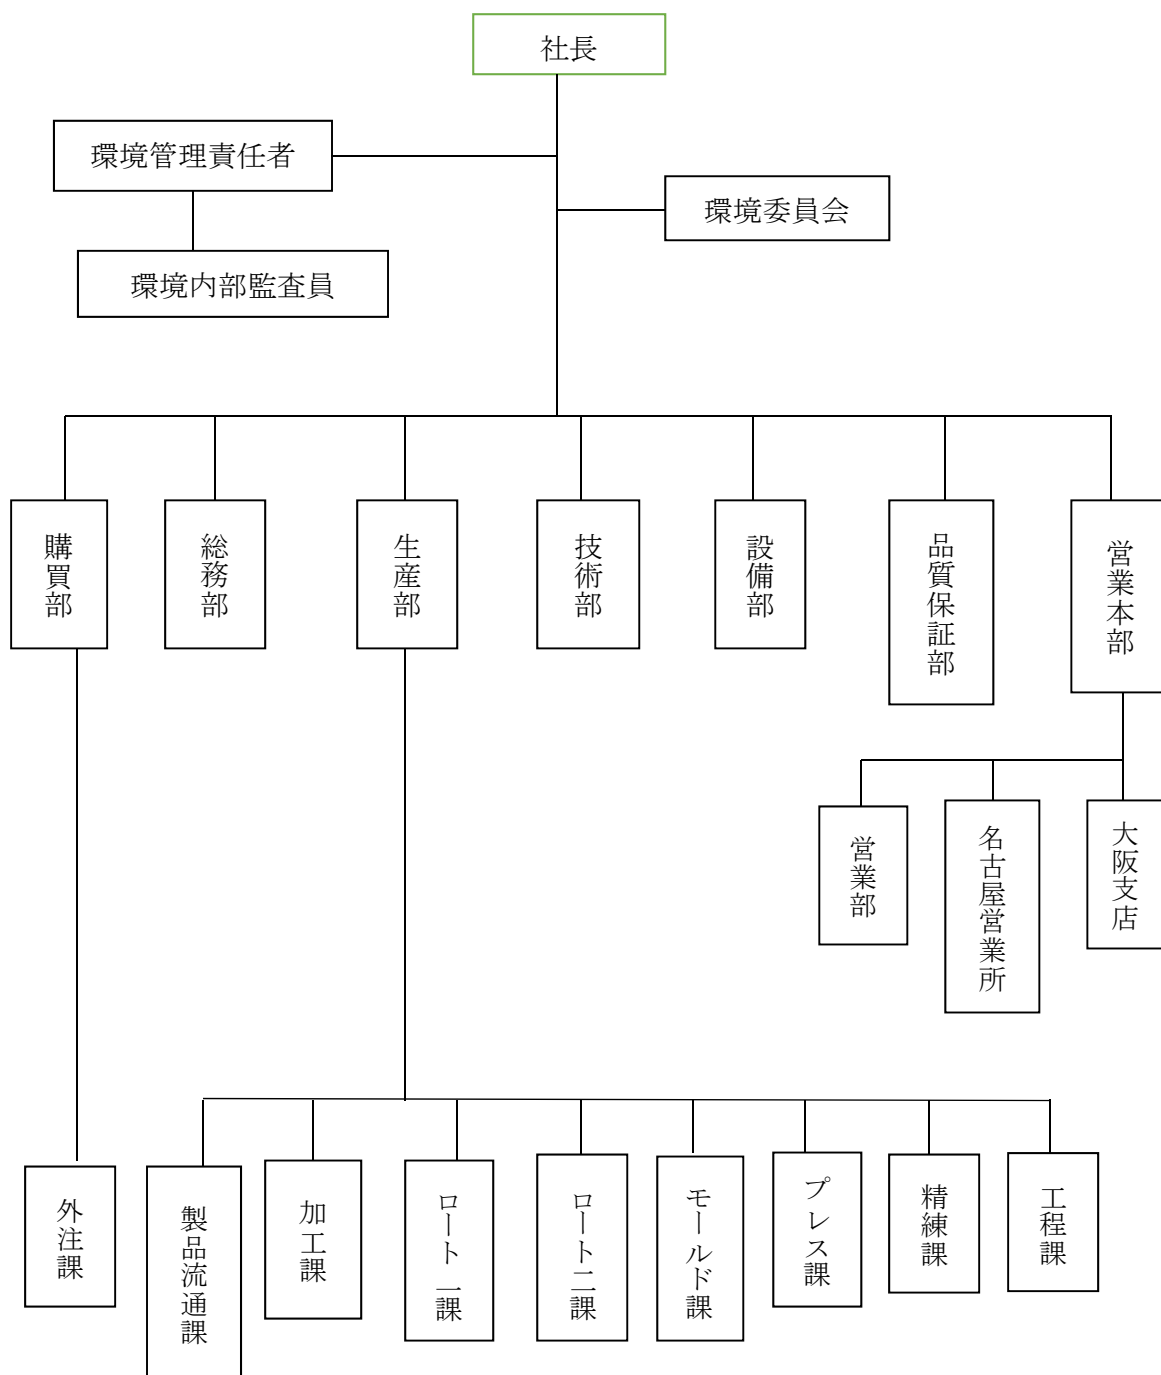 社長
環境管理責任者
環境委員会
環境内部監査員
購買部
総務部
生産部
技術部
設備部
品質保証部
営業本部
営業部
名古屋営業所
大阪支店
外注課
製品流通課
加工課
ロート一課
ロート二課
モールド課
プレス課
精練課
工程課